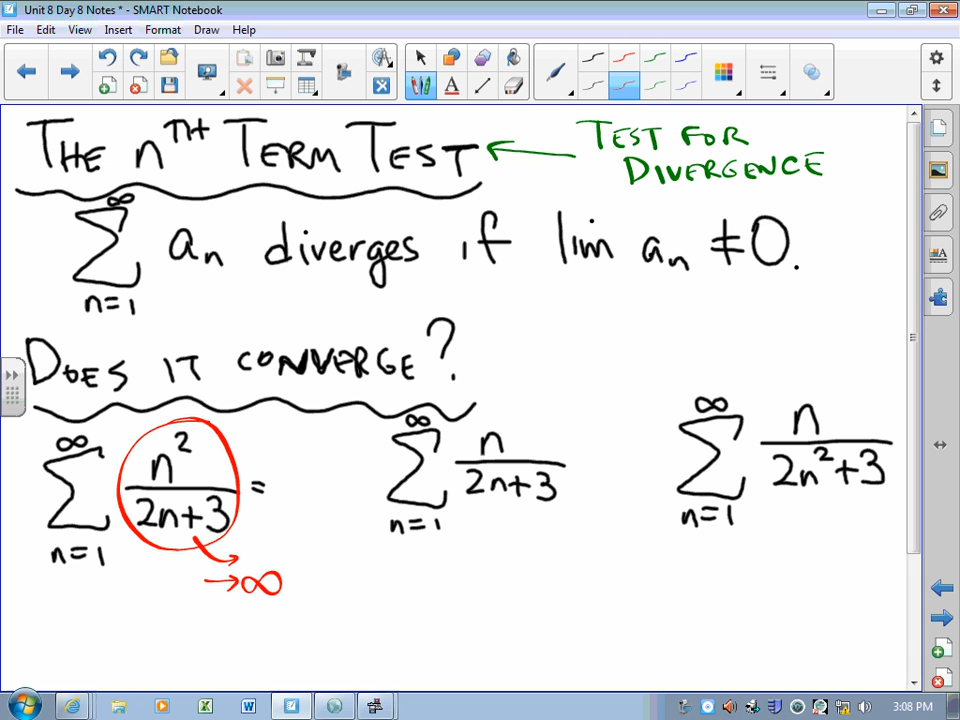 Unit 8 Day 8 Notes * - SMART Notebook
File Edit View Insert Format Draw Help
THE nTH TERM TEST
TEST FOR
DIVERGENCE
∞
Σ an diverges if lim an ≠ 0.
n=1
DOES IT CONVERGE?
∞
Σ n² / (2n+3) =
n=1
→∞
∞
Σ n / (2n+3)
n=1
∞
Σ n / (2n²+3)
n=1
3:08 PM